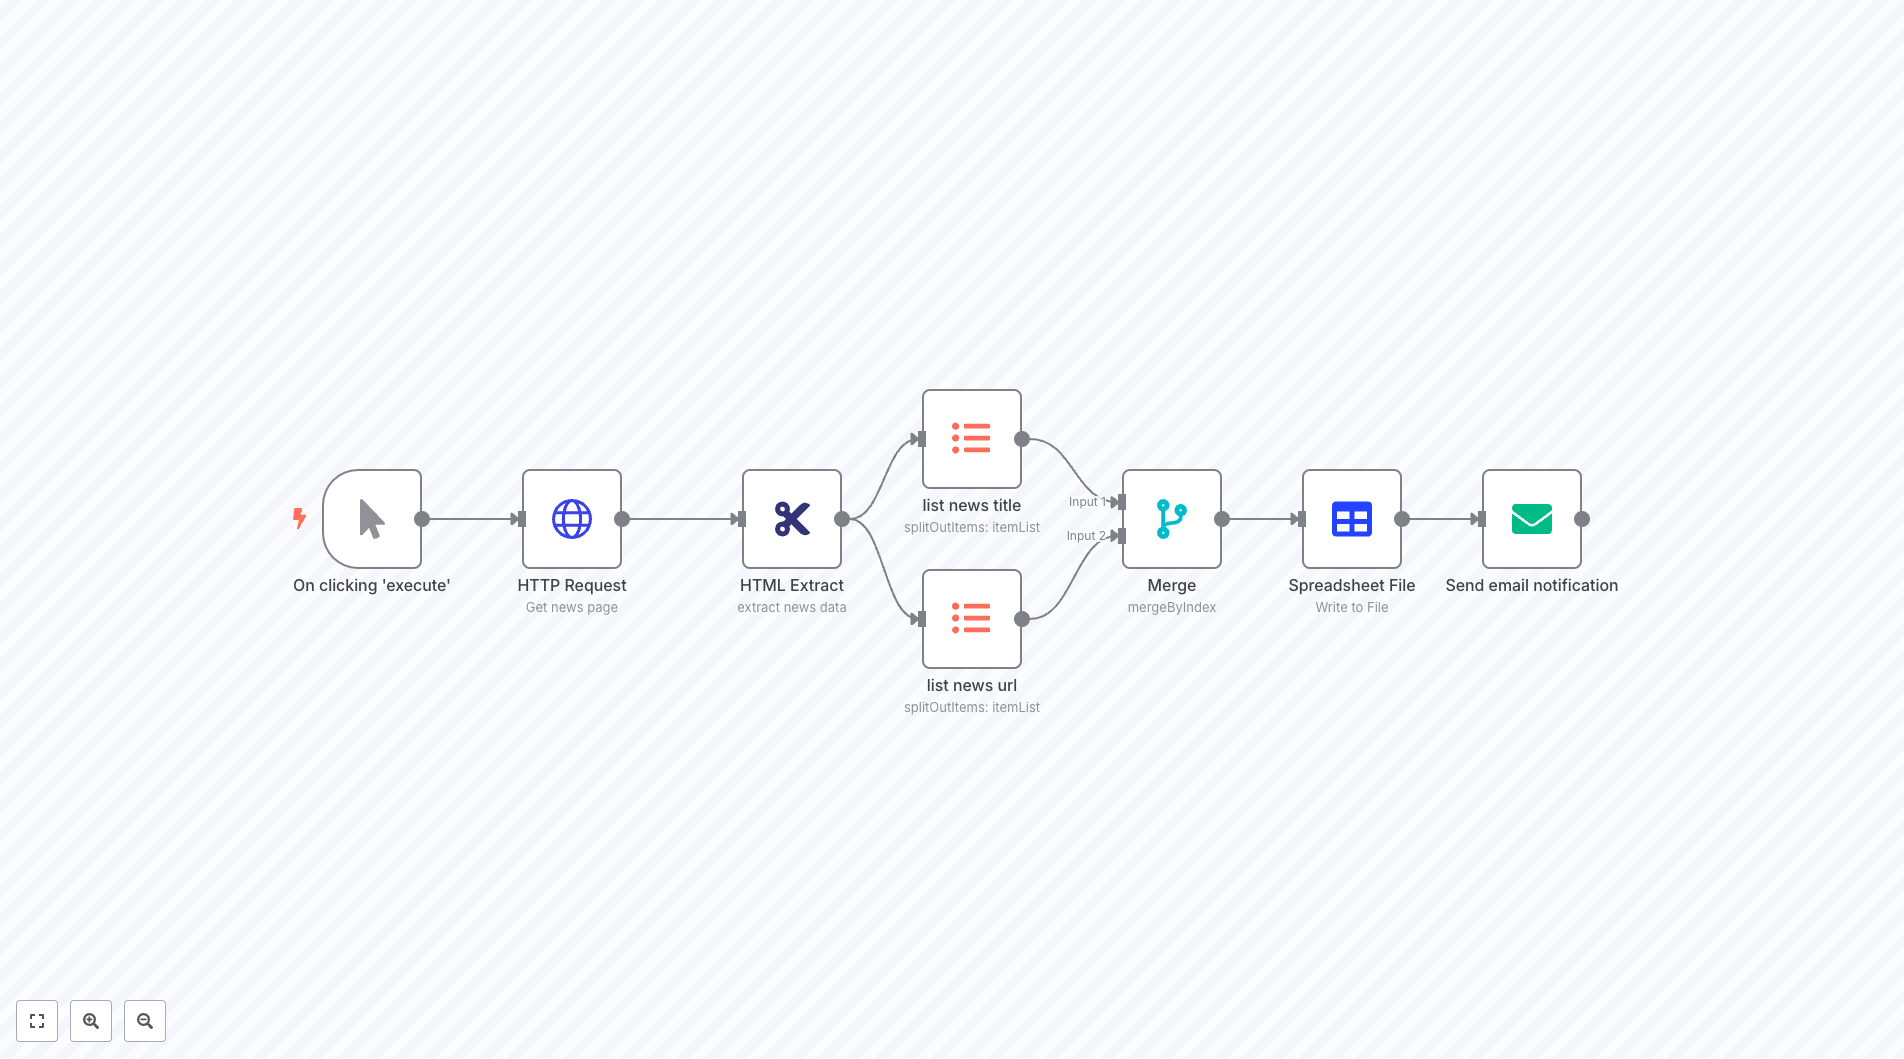 list news title
splitOutItems: itemList
Input 1
Input 2
On clicking 'execute'
HTTP Request
Get news page
HTML Extract
extract news data
Merge
mergeByIndex
Spreadsheet File
Write to File
Send email notification
list news url
splitOutItems: itemList